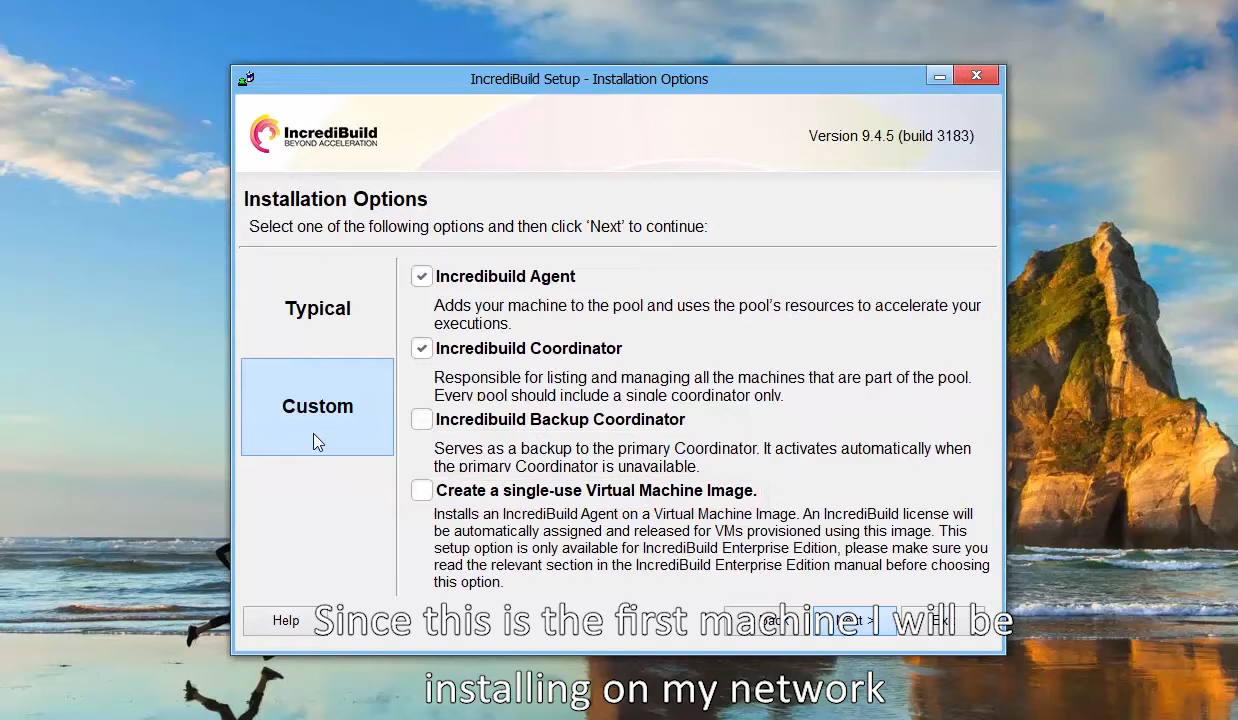 IncrediBuild Setup - Installation Options
IncrediBuild
BEYOND ACCELERATION
Version 9.4.5 (build 3183)
Installation Options
Select one of the following options and then click ‘Next’ to continue:
Typical
Custom
Incredibuild Agent
Adds your machine to the pool and uses the pool’s resources to accelerate your
executions.
Incredibuild Coordinator
Responsible for listing and managing all the machines that are part of the pool.
Every pool should include a single coordinator only.
Incredibuild Backup Coordinator
Serves as a backup to the primary Coordinator. It activates automatically when
the primary Coordinator is unavailable.
Create a single-use Virtual Machine Image.
Installs an IncrediBuild Agent on a Virtual Machine Image. An IncrediBuild license will
be automatically assigned and released for VMs provisioned using this image. This
setup option is only available for IncrediBuild Enterprise Edition, please make sure you
read the relevant section in the IncrediBuild Enterprise Edition manual before choosing
this option.
Help
Since this is the first machine I will be
installing on my network